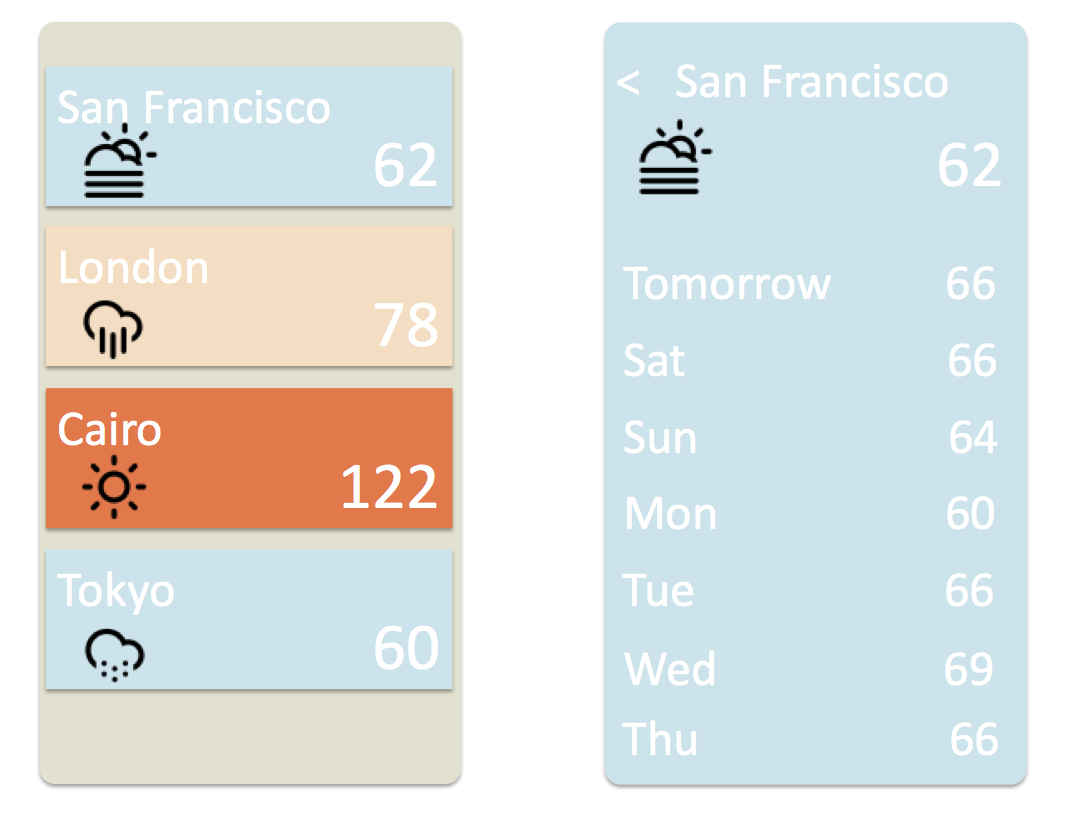 San Francisco
62
London
78
Cairo
122
Tokyo
60
< San Francisco
62
Tomorrow 66
Sat 66
Sun 64
Mon 60
Tue 66
Wed 69
Thu 66